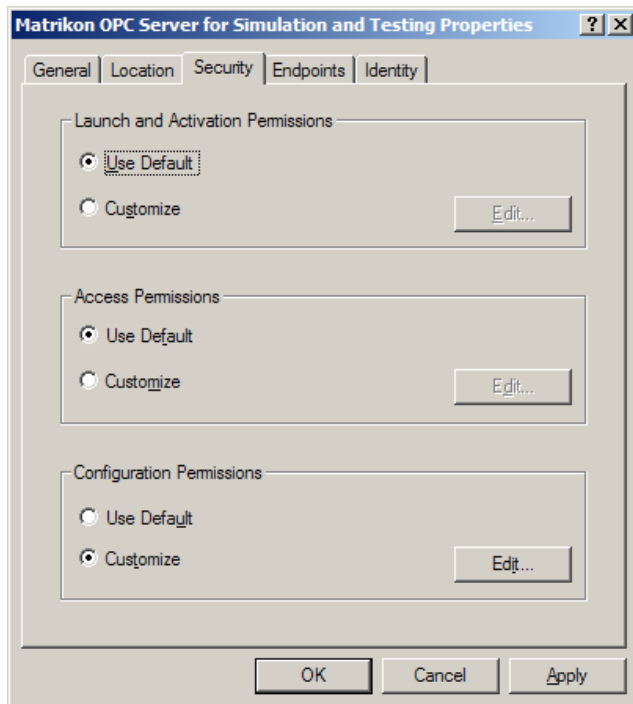 Matrikon OPC Server for Simulation and Testing Properties
General Location Security Endpoints Identity
Launch and Activation Permissions
Use Default
Customize
Edit...
Access Permissions
Use Default
Customize
Edit...
Configuration Permissions
Use Default
Customize
Edit...
OK Cancel Apply